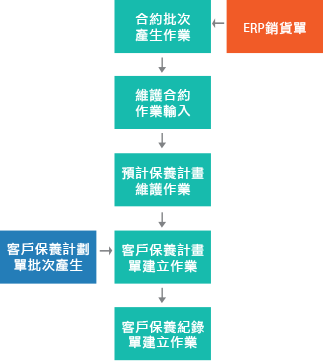 合約批次
產生作業
ERP銷貨單
維護合約
作業輸入
預計保養計畫
維護作業
客戶保養計劃
單批次產生
客戶保養計畫
單建立作業
客戶保養紀錄
單建立作業